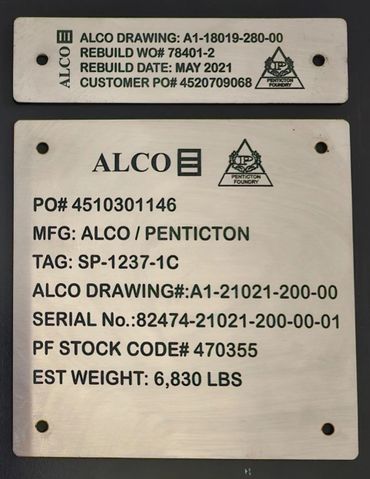 ALCO
ALCO DRAWING: A1-18019-280-00
REBUILD WO# 78401-2
REBUILD DATE: MAY 2021
CUSTOMER PO# 4520709068
PENTICTON
FOUNDRY
ALCO
PENTICTON
FOUNDRY
PO# 4510301146
MFG: ALCO / PENTICTON
TAG: SP-1237-1C
ALCO DRAWING#:A1-21021-200-00
SERIAL No.:82474-21021-200-00-01
PF STOCK CODE# 470355
EST WEIGHT: 6,830 LBS